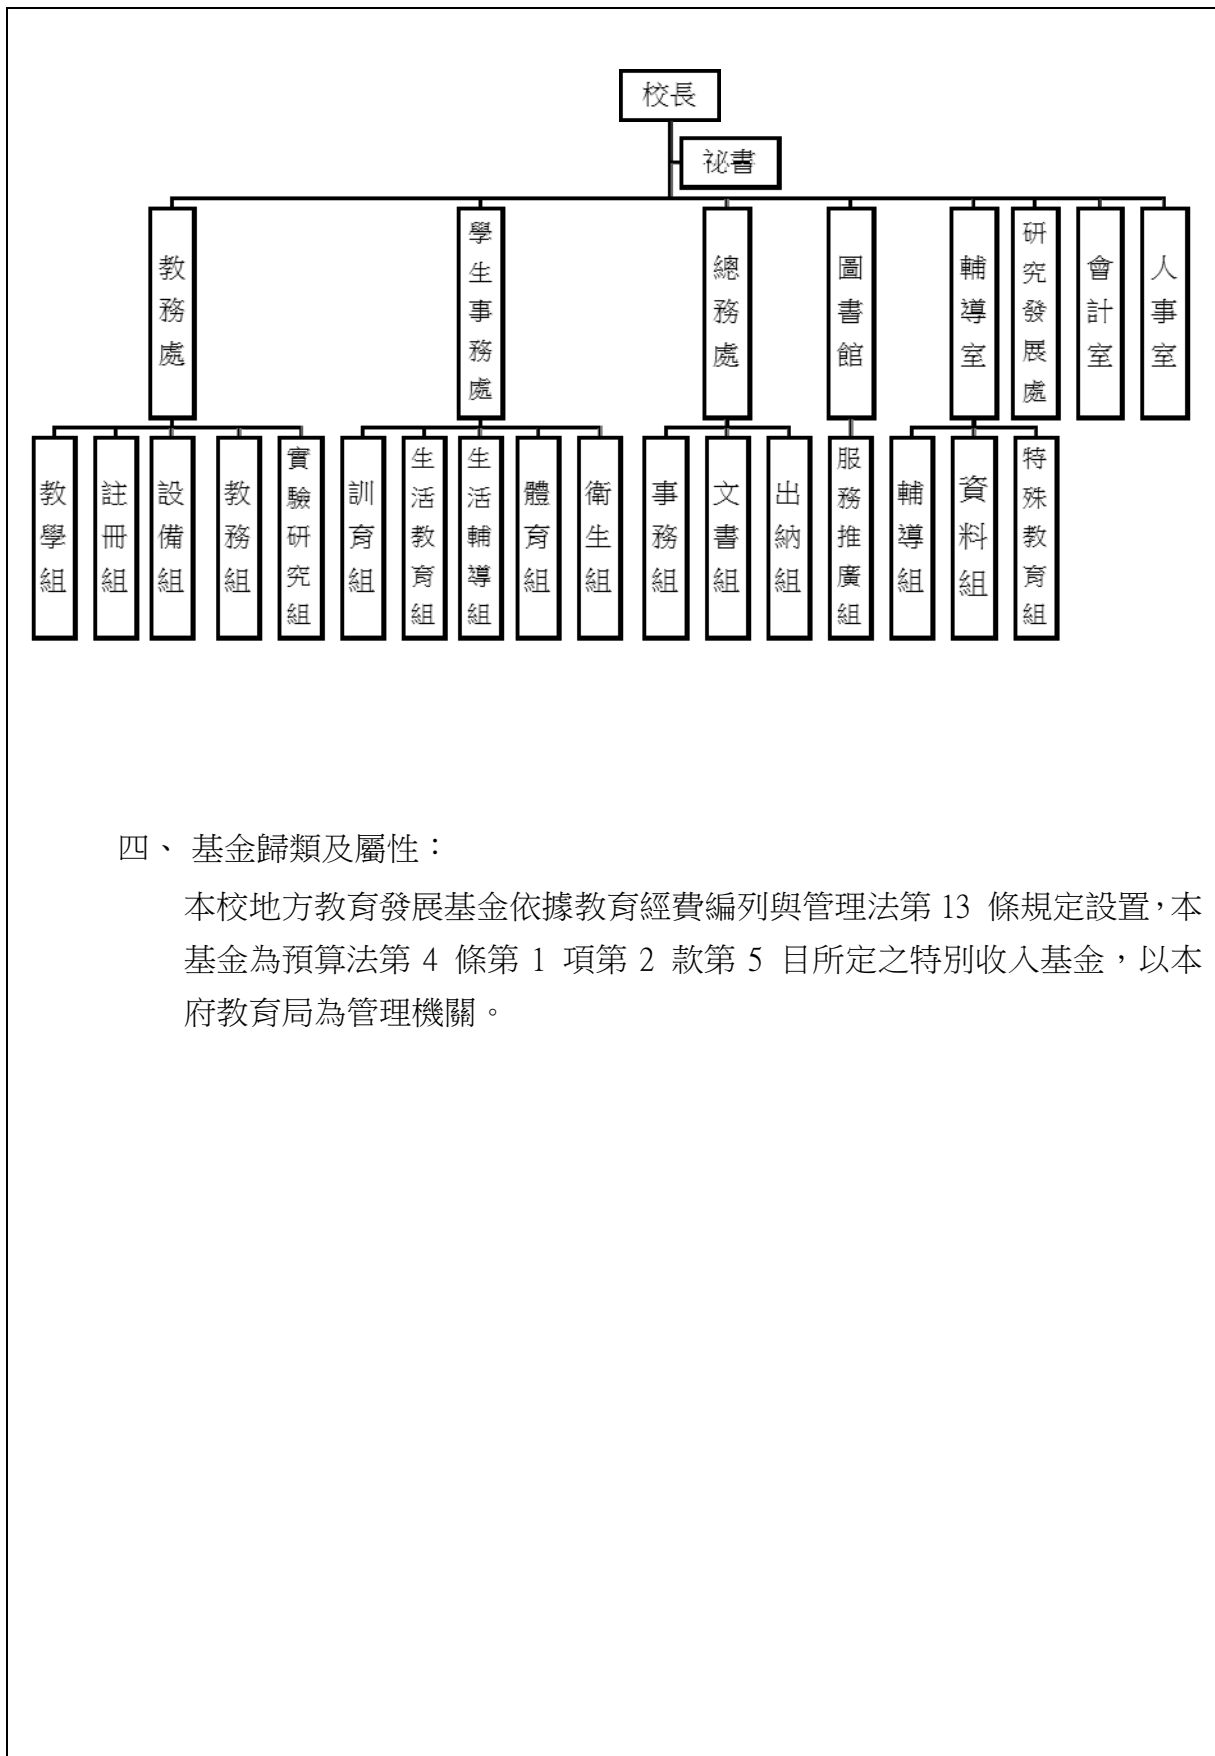 校長
祕書
教務處
學生事務處
總務處
圖書館
輔導室
研究發展處
會計室
人事室
教學組
註冊組
設備組
教務組
實驗研究組
訓育組
生活教育組
生活輔導組
體育組
衛生組
事務組
文書組
出納組
服務推廣組
輔導組
資料組
特殊教育組
四、 基金歸類及屬性：
本校地方教育發展基金依據教育經費編列與管理法第 13 條規定設置，本
基金為預算法第 4 條第 1 項第 2 款第 5 目所定之特別收入基金，以本
府教育局為管理機關。